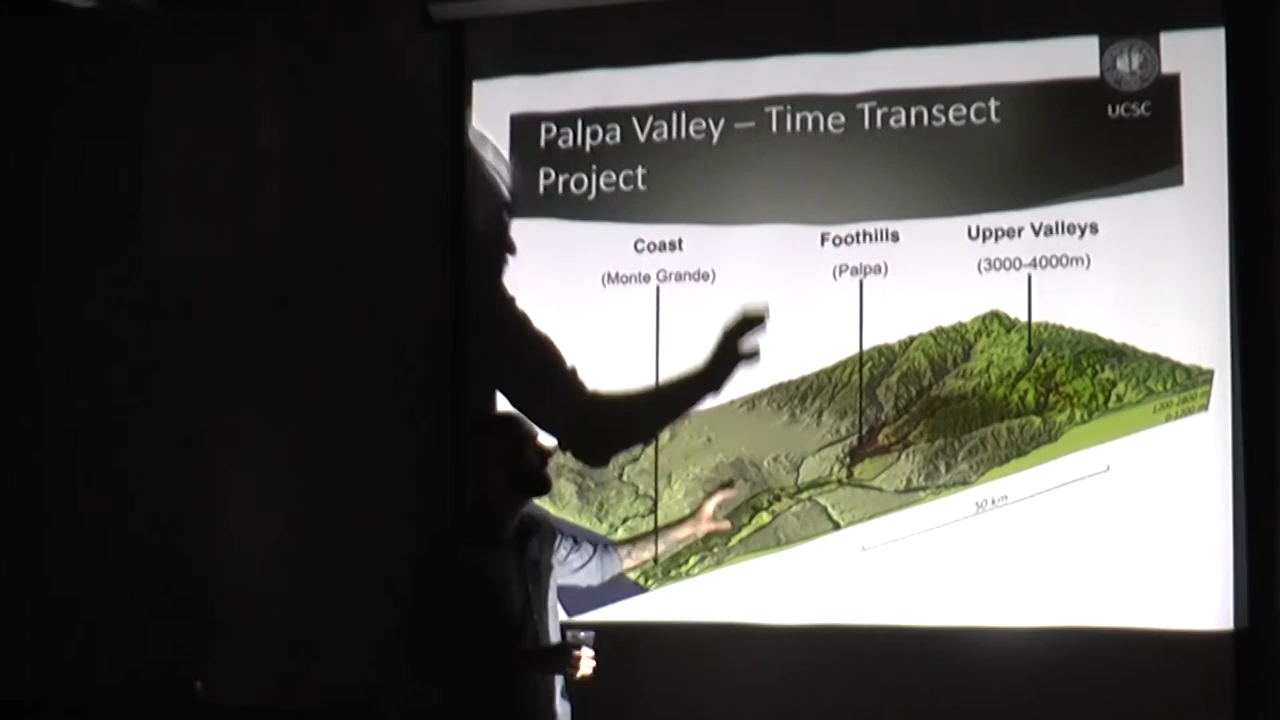 UCSC
Palpa Valley – Time Transect
Project
Coast
(Monte Grande)
Foothills
(Palpa)
Upper Valleys
(3000-4000m)
50 km